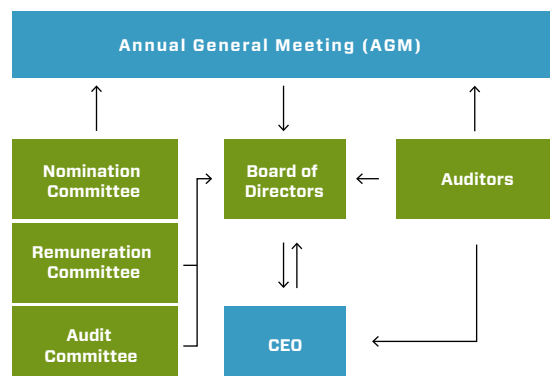 Annual General Meeting (AGM)
Nomination
Committee
Board of
Directors
Auditors
Remuneration
Committee
Audit
Committee
CEO